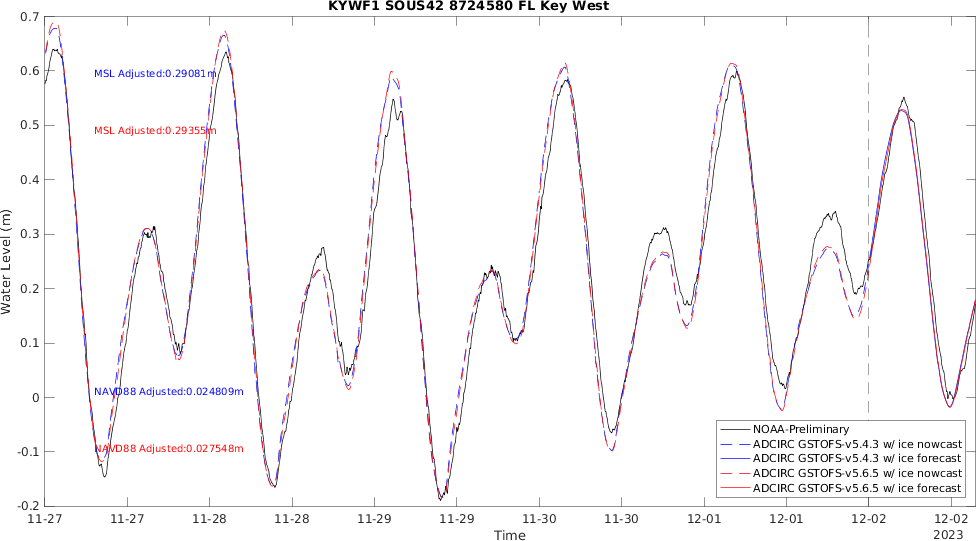 KYWF1 SOUS42 8724580 FL Key West
0.7
0.6
0.5
0.4
0.3
0.2
0.1
0
-0.1
-0.2
Water Level (m)
MSL Adjusted:0.29081m
MSL Adjusted:0.29355m
NAVD88 Adjusted:0.024809m
NAVD88 Adjusted:0.027548m
NOAA-Preliminary
ADCIRC GSTOFS-v5.4.3 w/ ice nowcast
ADCIRC GSTOFS-v5.4.3 w/ ice forecast
ADCIRC GSTOFS-v5.6.5 w/ ice nowcast
ADCIRC GSTOFS-v5.6.5 w/ ice forecast
11-27 11-27 11-28 11-28 11-29 11-29 11-30 11-30 12-01 12-01 12-02 12-02
Time
2023